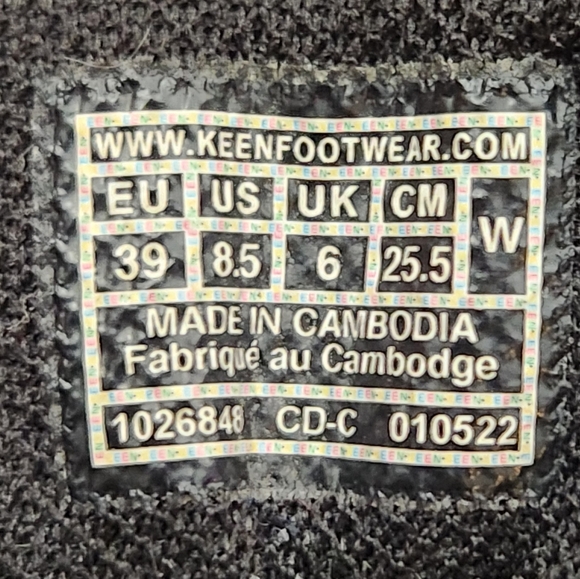 WWW.KEENFOOTWEAR.COM
EU US UK CM W
39 8.5 6 25.5
MADE IN CAMBODIA
Fabriqué au Cambodge
1026848 CD-C 010522